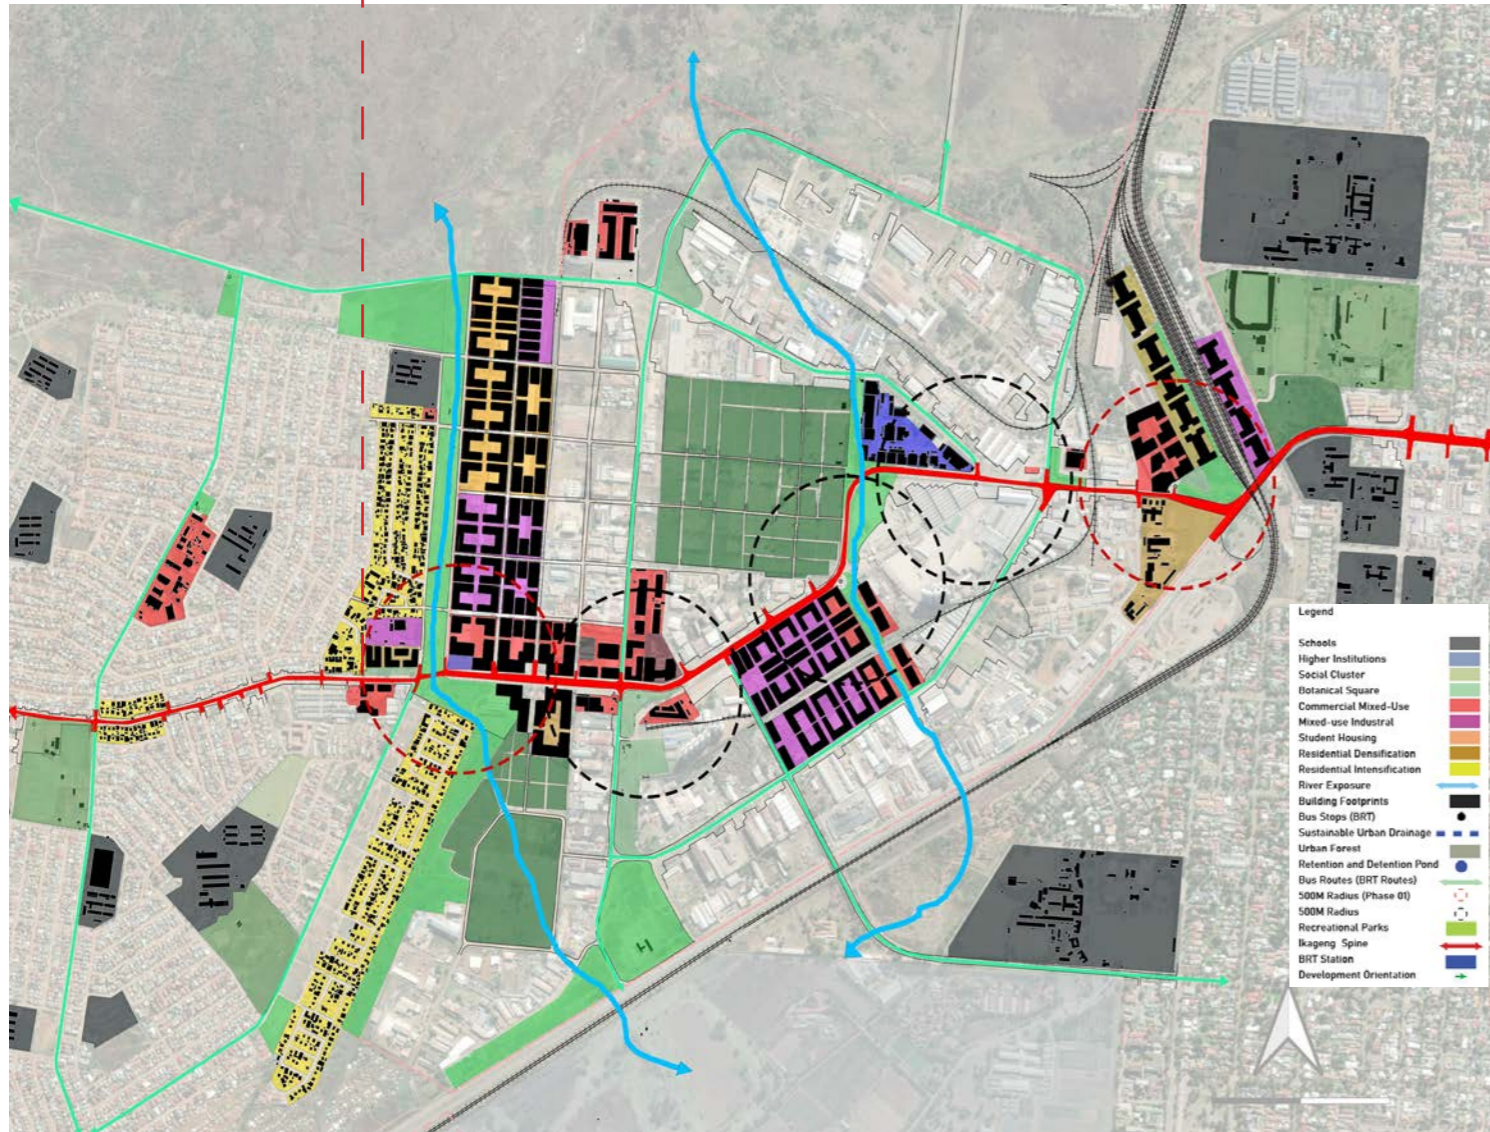 Legend
Schools
Higher Institutions
Social Cluster
Botanical Square
Commercial Mixed-Use
Mixed-use Industral
Student Housing
Residential Densification
Residential Intensification
River Exposure
Building Footprints
Bus Stops (BRT)
Sustainable Urban Drainage
Urban Forest
Retention and Detention Pond
Bus Routes (BRT Routes)
500M Radius (Phase 01)
500M Radius
Recreational Parks
Ikageng Spine
BRT Station
Development Orientation